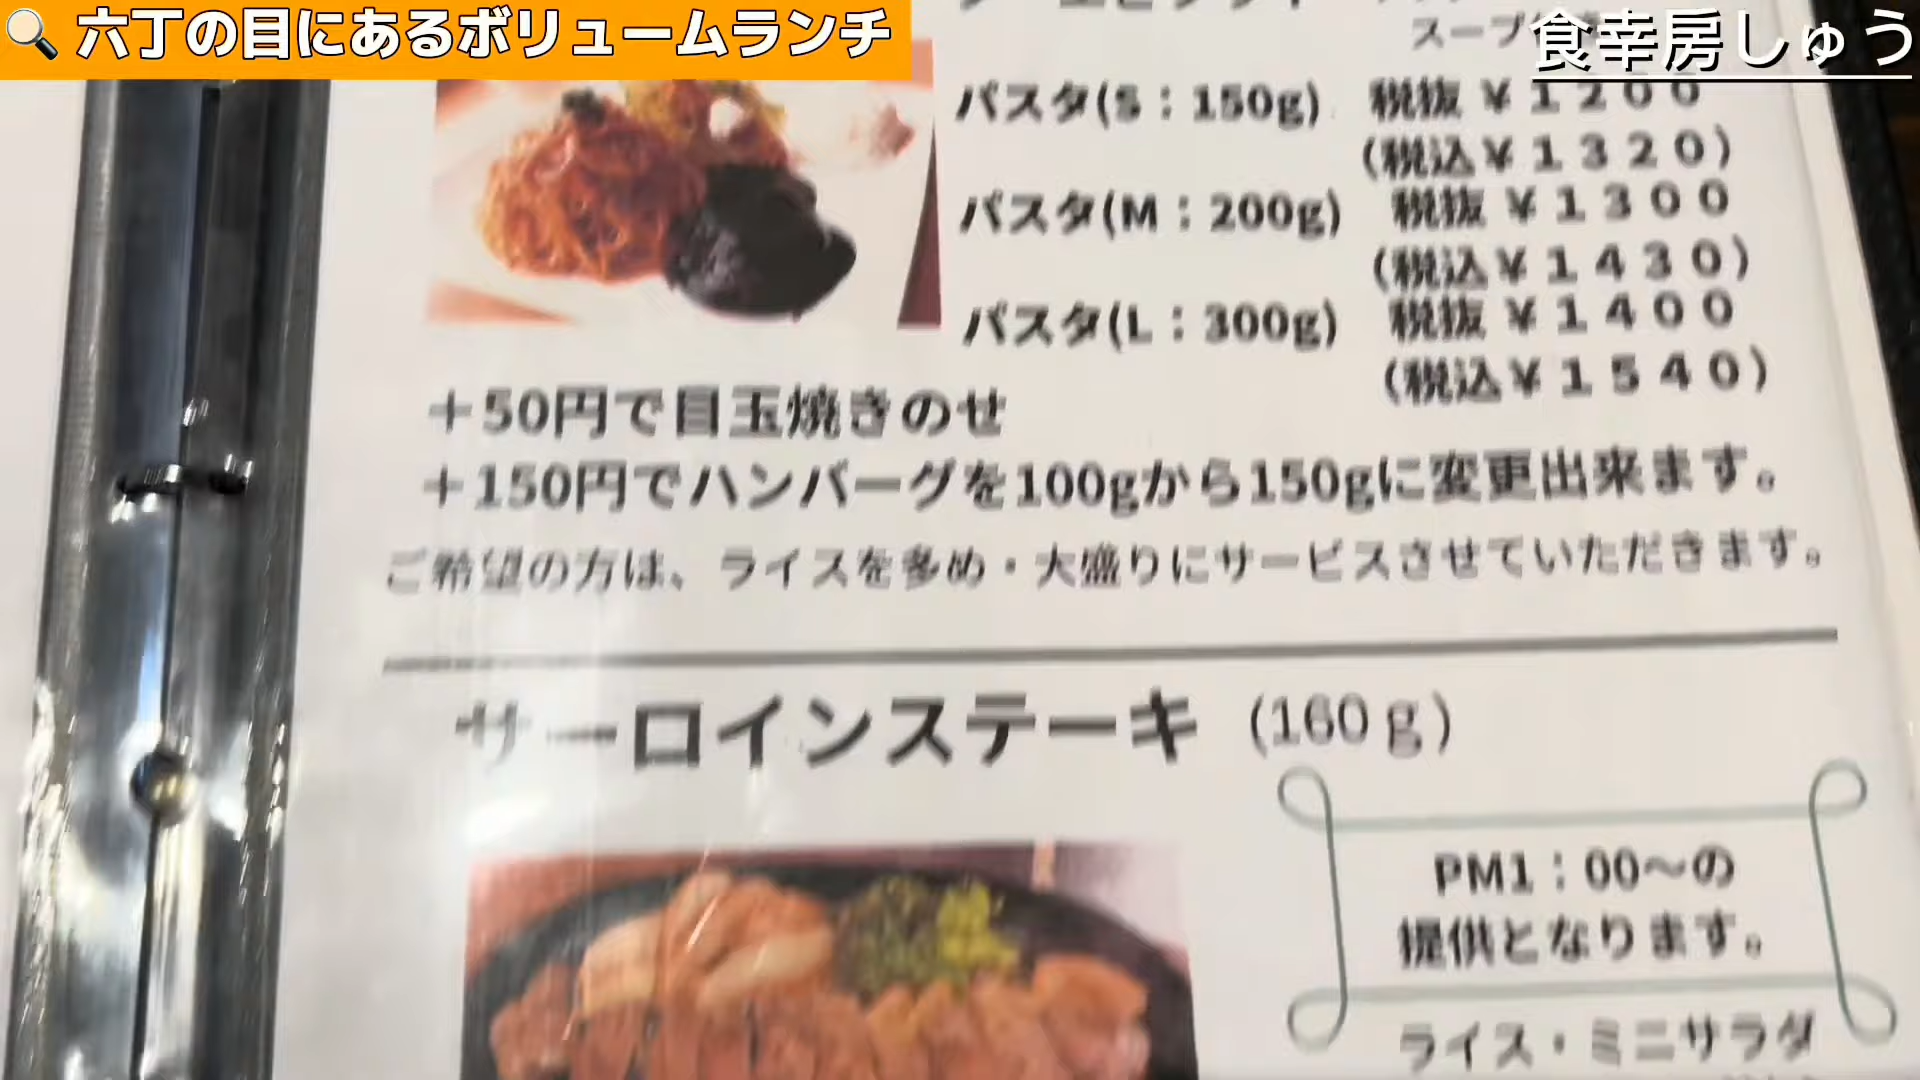 六丁の目にあるボリュームランチ
食幸房しゅう
スープ
パスタ(S：150g) 税抜￥1200
(税込￥1320)
パスタ(M：200g) 税抜￥1300
(税込￥1430)
パスタ(L：300g) 税抜￥1400
(税込￥1540)
＋50円で目玉焼きのせ
＋150円でハンバーグを100gから150gに変更出来ます。
ご希望の方は、ライスを多め・大盛りにサービスさせていただきます。
サーロインステーキ (160g)
PM1：00～の
提供となります。
ライス・ミニサラダ